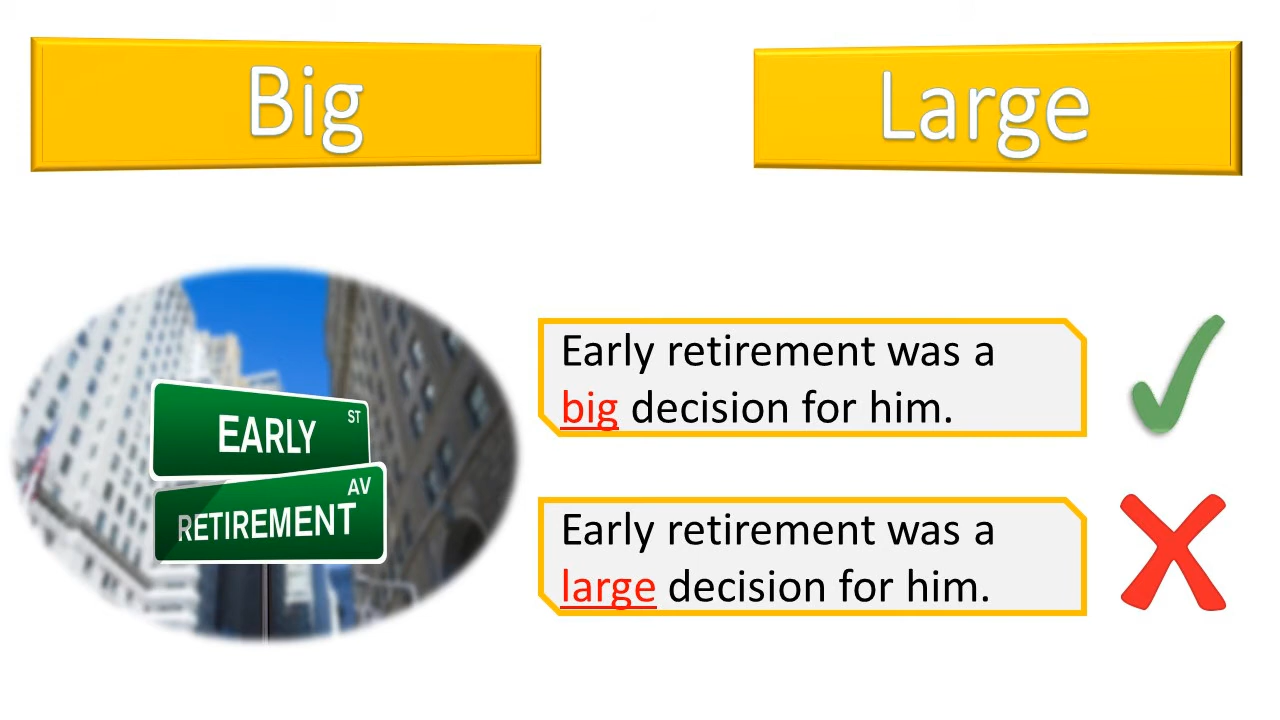 Big
Large
EARLY ST
RETIREMENT AV
Early retirement was a
big decision for him.
Early retirement was a
large decision for him.